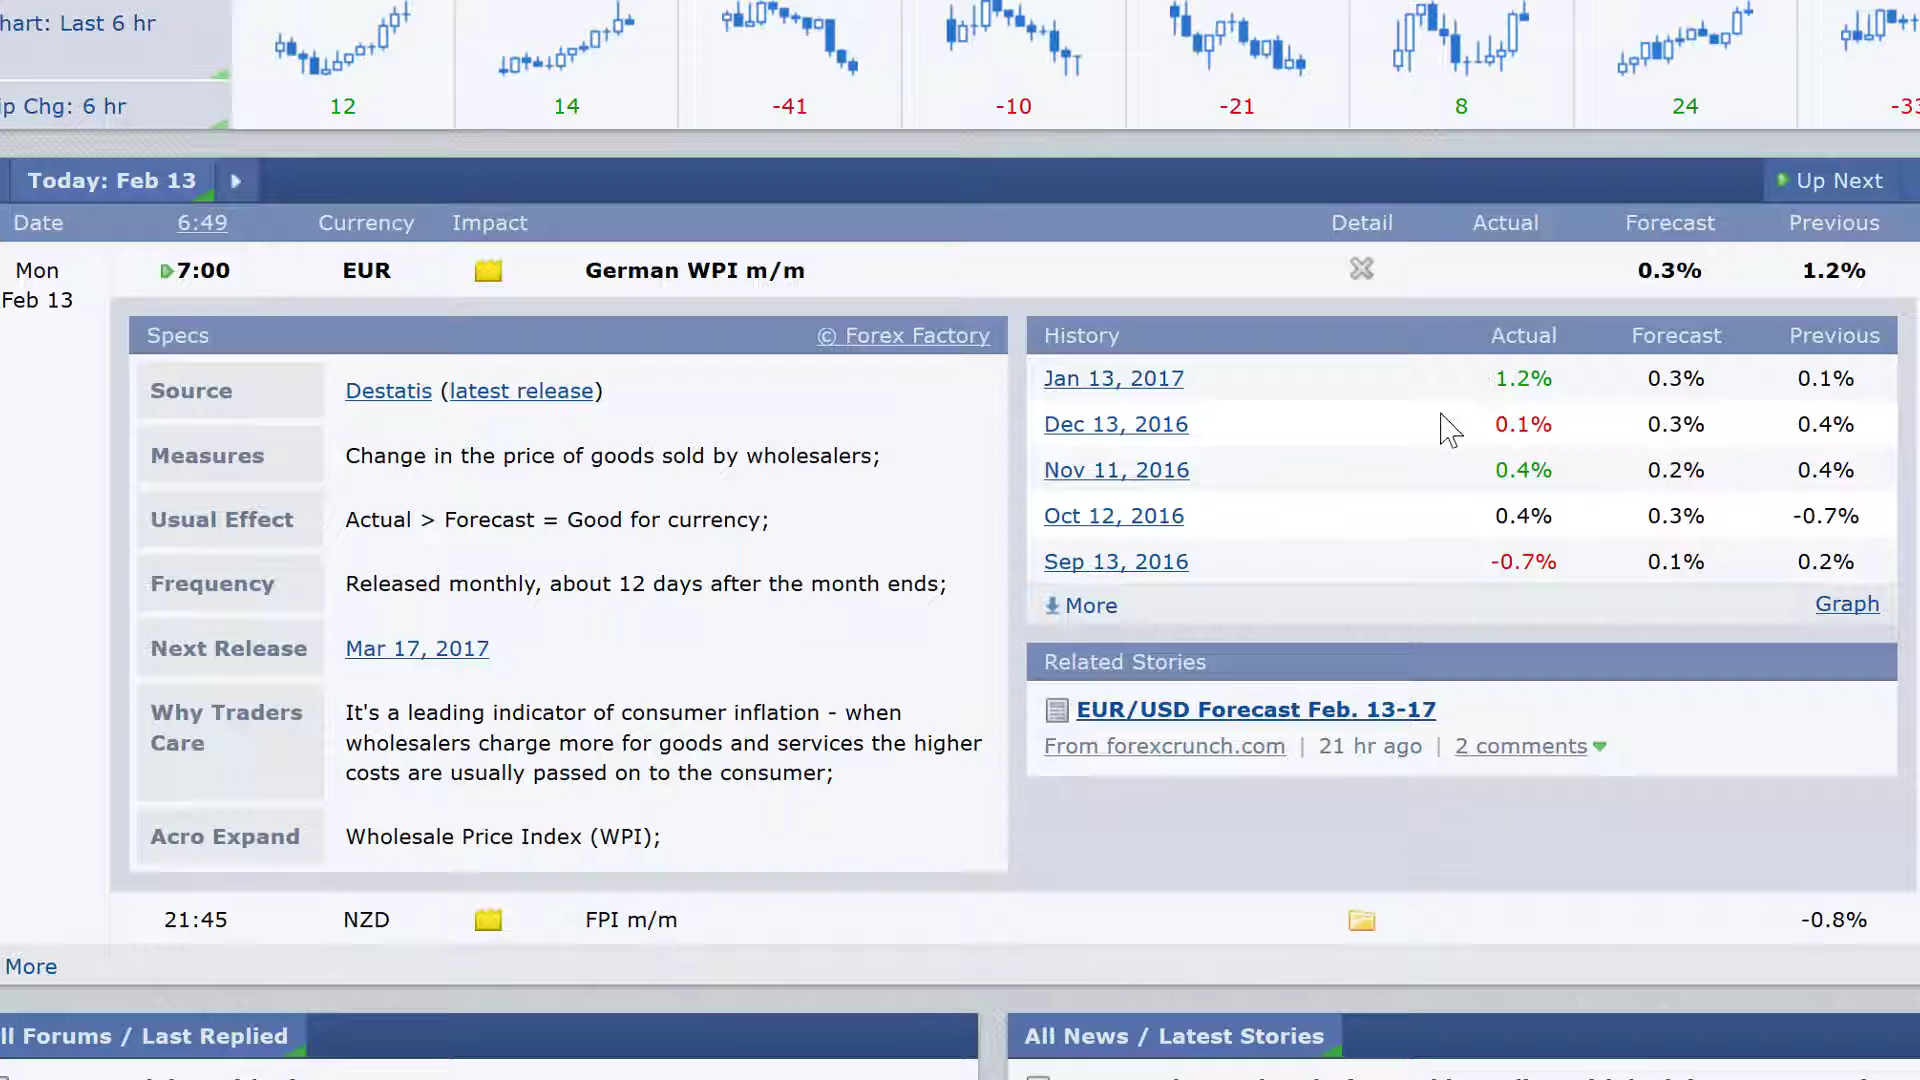 hart: Last 6 hr
ip Chg: 6 hr 12 14 -41 -10 -21 8 24 -33
Today: Feb 13 Up Next
Date 6:49 Currency Impact Detail Actual Forecast Previous
Mon 7:00 EUR German WPI m/m 0.3% 1.2%
Feb 13
Specs © Forex Factory
Source Destatis (latest release)
Measures Change in the price of goods sold by wholesalers;
Usual Effect Actual > Forecast = Good for currency;
Frequency Released monthly, about 12 days after the month ends;
Next Release Mar 17, 2017
Why Traders Care It's a leading indicator of consumer inflation - when
wholesalers charge more for goods and services the higher
costs are usually passed on to the consumer;
Acro Expand Wholesale Price Index (WPI);
History Actual Forecast Previous
Jan 13, 2017 1.2% 0.3% 0.1%
Dec 13, 2016 0.1% 0.3% 0.4%
Nov 11, 2016 0.4% 0.2% 0.4%
Oct 12, 2016 0.4% 0.3% -0.7%
Sep 13, 2016 -0.7% 0.1% 0.2%
More Graph
Related Stories
EUR/USD Forecast Feb. 13-17
From forexcrunch.com | 21 hr ago | 2 comments
21:45 NZD FPI m/m -0.8%
More
ll Forums / Last Replied
All News / Latest Stories